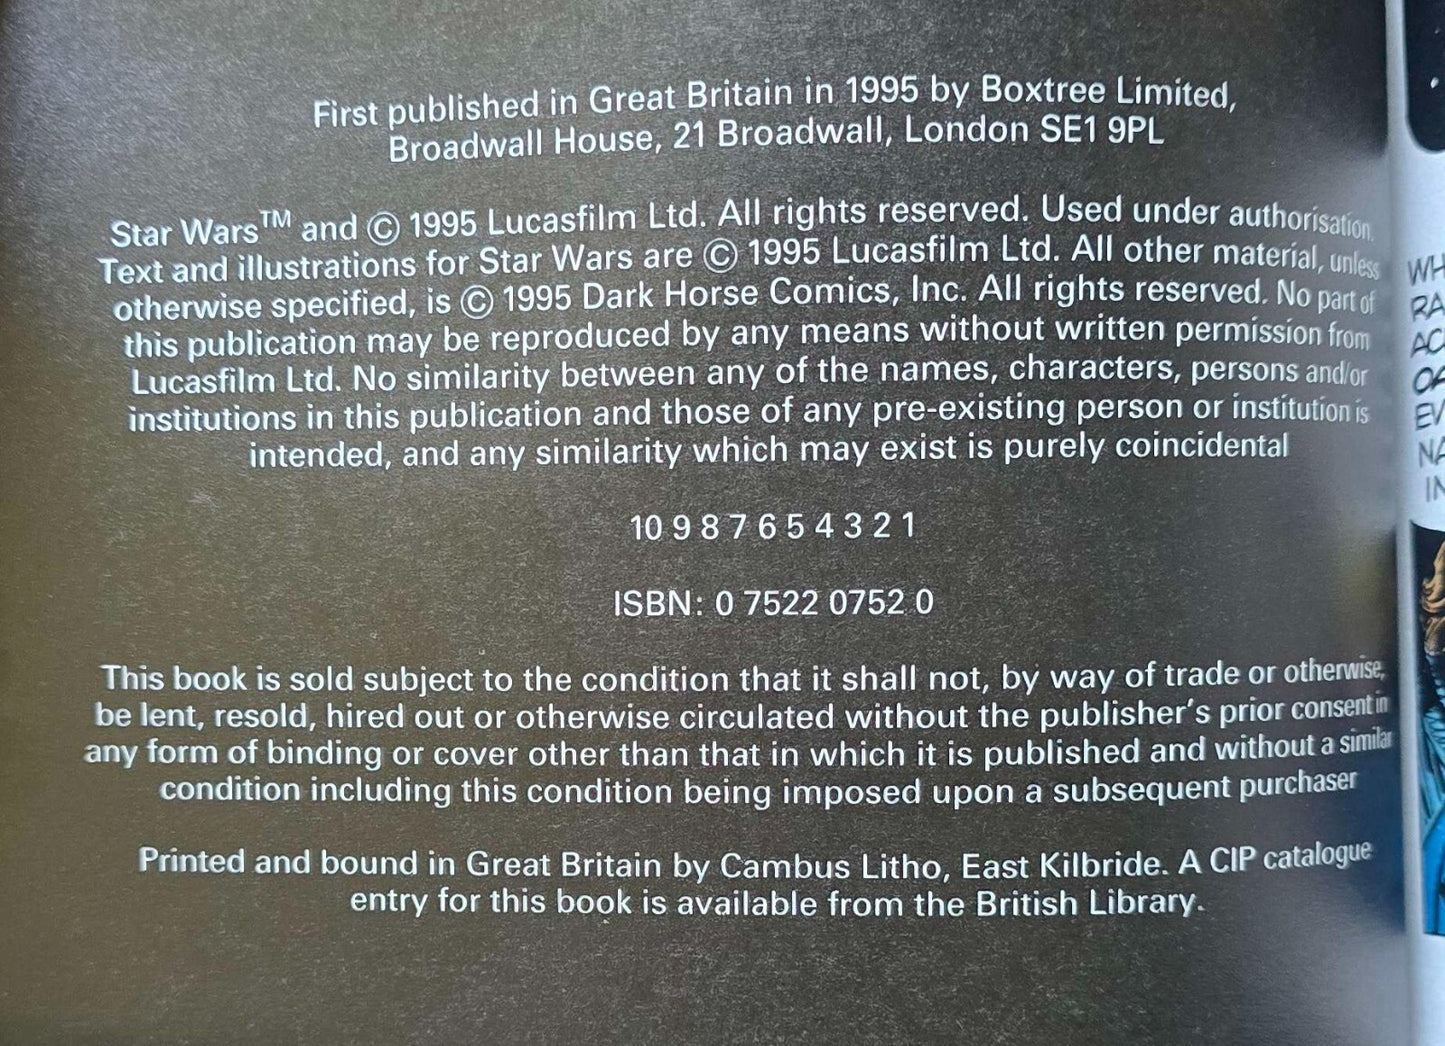 First published in Great Britain in 1995 by Boxtree Limited,
Broadwall House, 21 Broadwall, London SE1 9PL
Star Wars™ and © 1995 Lucasfilm Ltd. All rights reserved. Used under authorisation.
Text and illustrations for Star Wars are © 1995 Lucasfilm Ltd. All other material, unless
otherwise specified, is © 1995 Dark Horse Comics, Inc. All rights reserved. No part of
this publication may be reproduced by any means without written permission from
Lucasfilm Ltd. No similarity between any of the names, characters, persons and/or
institutions in this publication and those of any pre-existing person or institution is
intended, and any similarity which may exist is purely coincidental
10 9 8 7 6 5 4 3 2 1
ISBN: 0 7522 0752 0
This book is sold subject to the condition that it shall not, by way of trade or otherwise,
be lent, resold, hired out or otherwise circulated without the publisher's prior consent in
any form of binding or cover other than that in which it is published and without a similar
condition including this condition being imposed upon a subsequent purchaser
Printed and bound in Great Britain by Cambus Litho, East Kilbride. A CIP catalogue
entry for this book is available from the British Library.